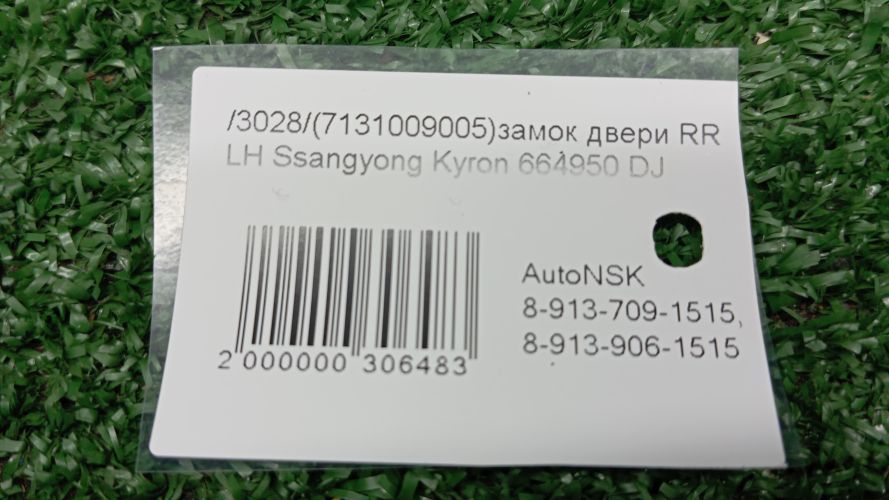 /3028/(7131009005)замок двери RR
LH Ssangyong Kyron 664950 DJ
AutoNSK
8-913-709-1515,
8-913-906-1515
2 000000 306483